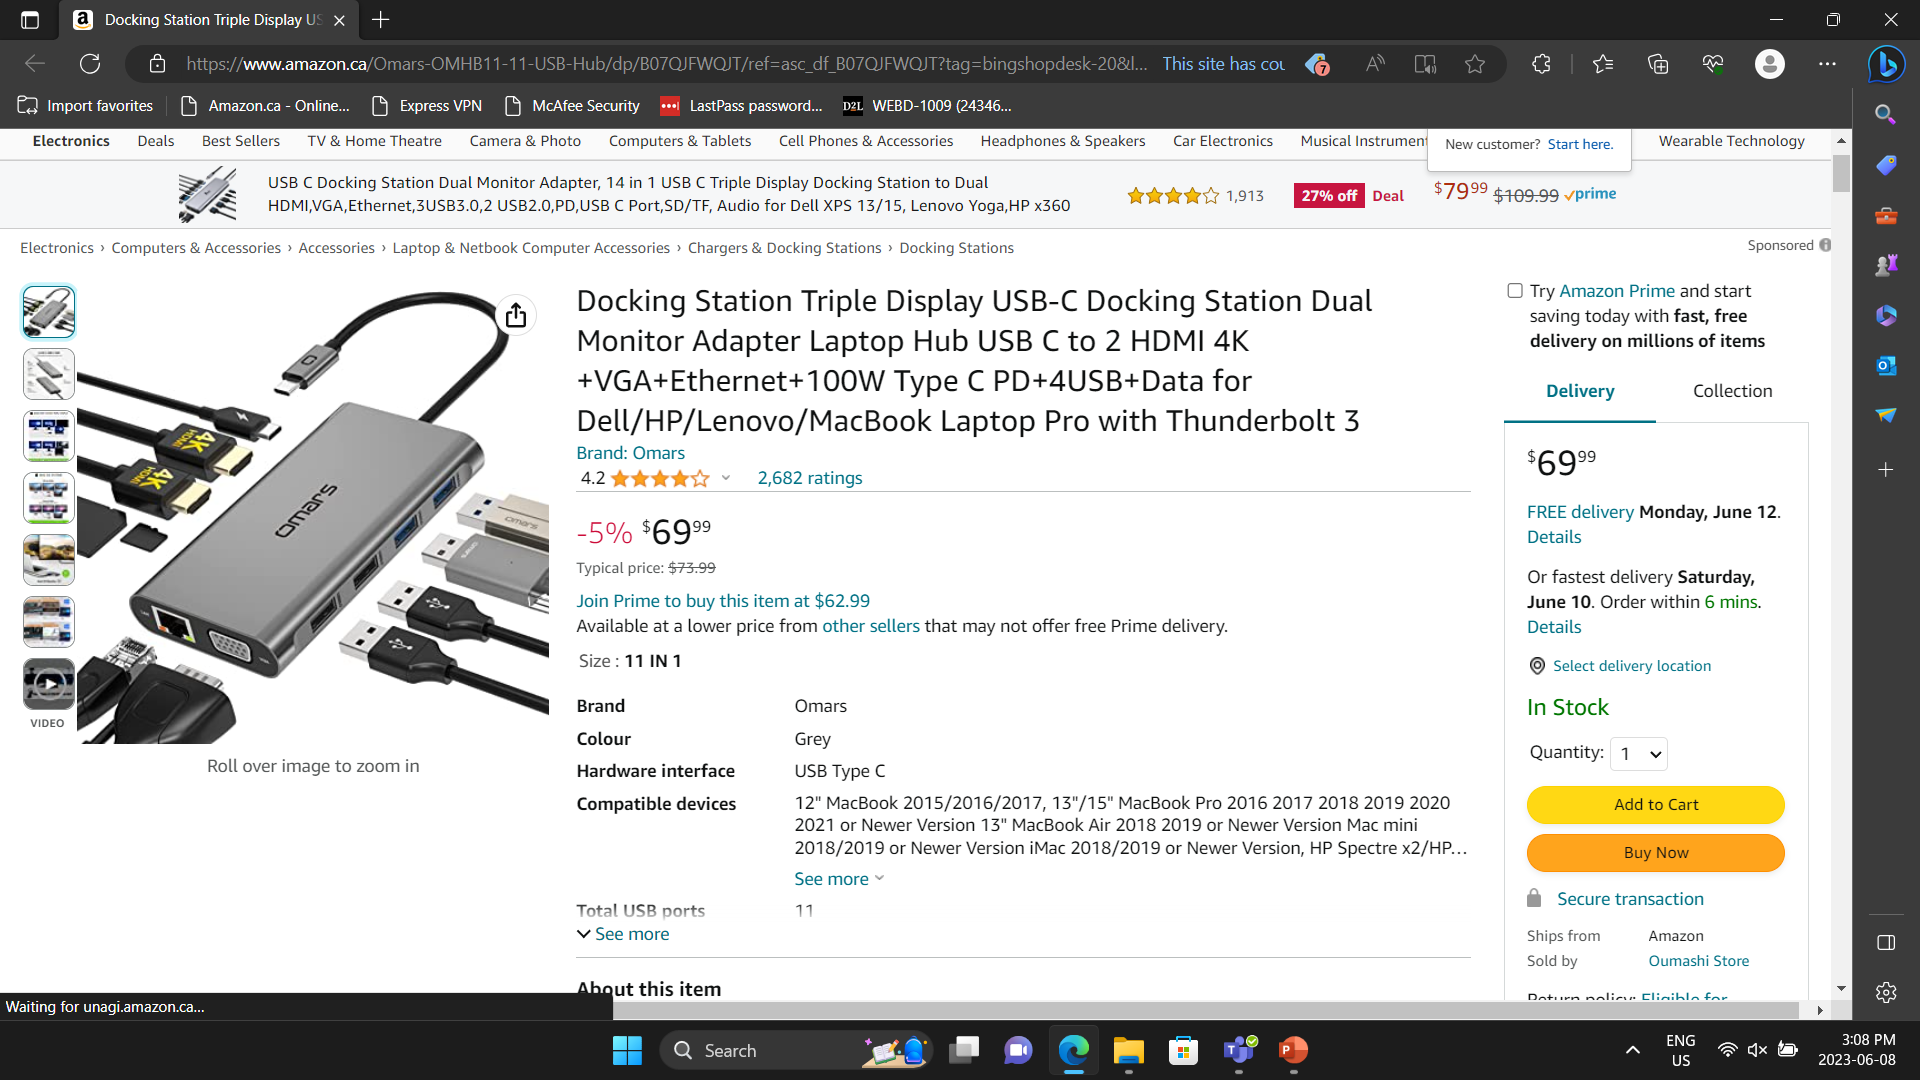 Docking Station Triple Display US
https://www.amazon.ca/Omars-OMHB11-11-USB-Hub/dp/B07QJFWQJT/ref=asc_df_B07QJFWQJT?tag=bingshopdesk-20&l... This site has cou 7
Import favorites Amazon.ca - Online... Express VPN McAfee Security LastPass password... D2L WEBD-1009 (24346...
Electronics Deals Best Sellers TV & Home Theatre Camera & Photo Computers & Tablets Cell Phones & Accessories Headphones & Speakers Car Electronics Musical Instrument Wearable Technology
New customer? Start here.
USB C Docking Station Dual Monitor Adapter, 14 in 1 USB C Triple Display Docking Station to Dual
HDMI,VGA,Ethernet,3USB3.0,2 USB2.0,PD,USB C Port,SD/TF, Audio for Dell XPS 13/15, Lenovo Yoga,HP x360
1,913 27% off Deal $79.99 $109.99 prime
Electronics › Computers & Accessories › Accessories › Laptop & Netbook Computer Accessories › Chargers & Docking Stations › Docking Stations
Sponsored
4K HDMI
4K HDMI
OMARS
VIDEO
Roll over image to zoom in
Docking Station Triple Display USB-C Docking Station Dual
Monitor Adapter Laptop Hub USB C to 2 HDMI 4K
+VGA+Ethernet+100W Type C PD+4USB+Data for
Dell/HP/Lenovo/MacBook Laptop Pro with Thunderbolt 3
Brand: Omars
4.2 2,682 ratings
-5% $69.99
Typical price: $73.99
Join Prime to buy this item at $62.99
Available at a lower price from other sellers that may not offer free Prime delivery.
Size : 11 IN 1
Brand Omars
Colour Grey
Hardware interface USB Type C
Compatible devices 12" MacBook 2015/2016/2017, 13"/15" MacBook Pro 2016 2017 2018 2019 2020
2021 or Newer Version 13" MacBook Air 2018 2019 or Newer Version Mac mini
2018/2019 or Newer Version iMac 2018/2019 or Newer Version, HP Spectre x2/HP...
See more
Total USB ports 11
See more
About this item
Try Amazon Prime and start
saving today with fast, free
delivery on millions of items
Delivery Collection
$69.99
FREE delivery Monday, June 12.
Details
Or fastest delivery Saturday,
June 10. Order within 6 mins.
Details
Select delivery location
In Stock
Quantity: 1
Add to Cart
Buy Now
Secure transaction
Ships from Amazon
Sold by Oumashi Store
Return policy: Eligible for
Waiting for unagi.amazon.ca...
Search
ENG
US
3:08 PM
2023-06-08